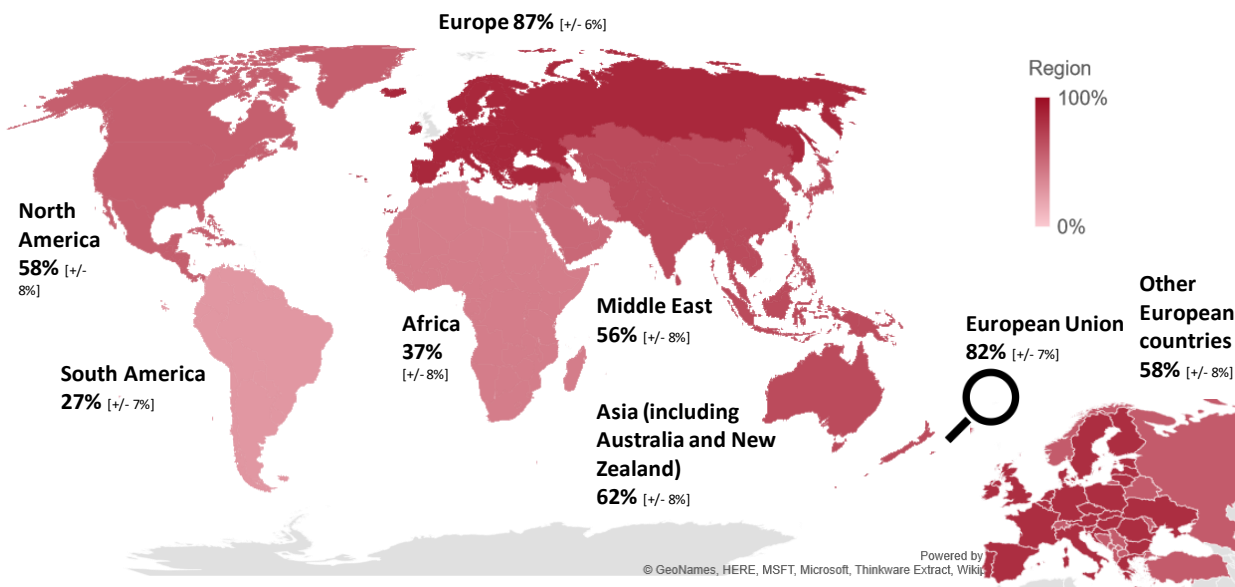 Europe 87% [+/- 6%]
Region
100%
0%
North
America
58% [+/-
8%]
South America
27% [+/- 7%]
Africa
37%
[+/- 8%]
Middle East
56% [+/- 8%]
Asia (including
Australia and New
Zealand)
62% [+/- 8%]
European Union
82% [+/- 7%]
Other
European
countries
58% [+/- 8%]
Powered by
© GeoNames, HERE, MSFT, Microsoft, Thinkware Extract, Wikip